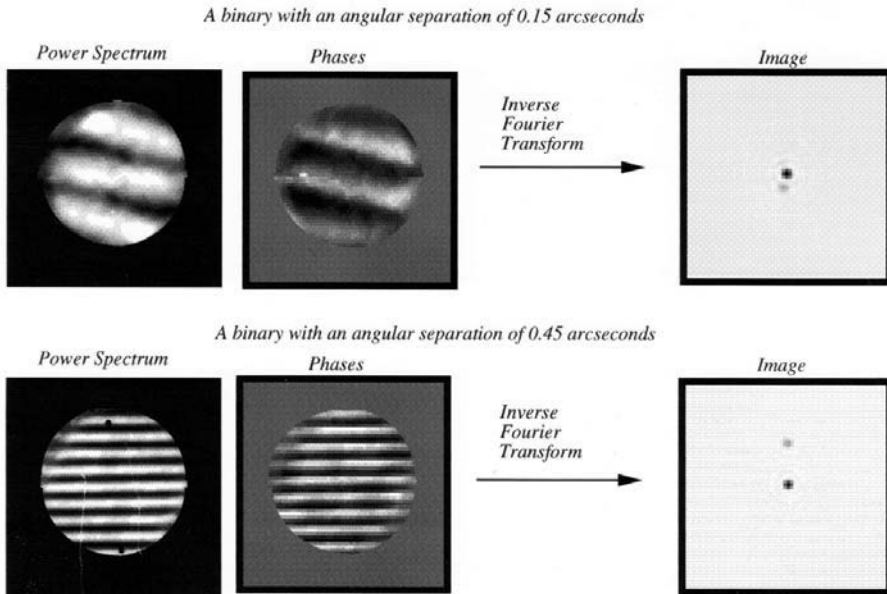 A binary with an angular separation of 0.15 arcseconds
Power Spectrum
Phases
Image
Inverse
Fourier
Transform
A binary with an angular separation of 0.45 arcseconds
Power Spectrum
Phases
Image
Inverse
Fourier
Transform